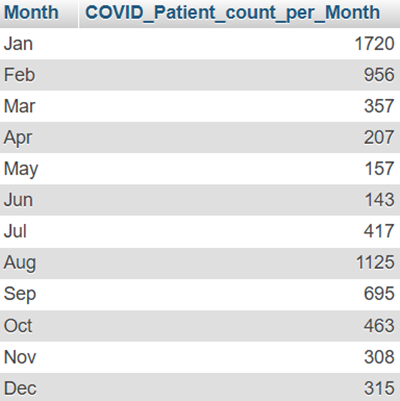 Month COVID_Patient_count_per_Month
Jan 1720
Feb 956
Mar 357
Apr 207
May 157
Jun 143
Jul 417
Aug 1125
Sep 695
Oct 463
Nov 308
Dec 315